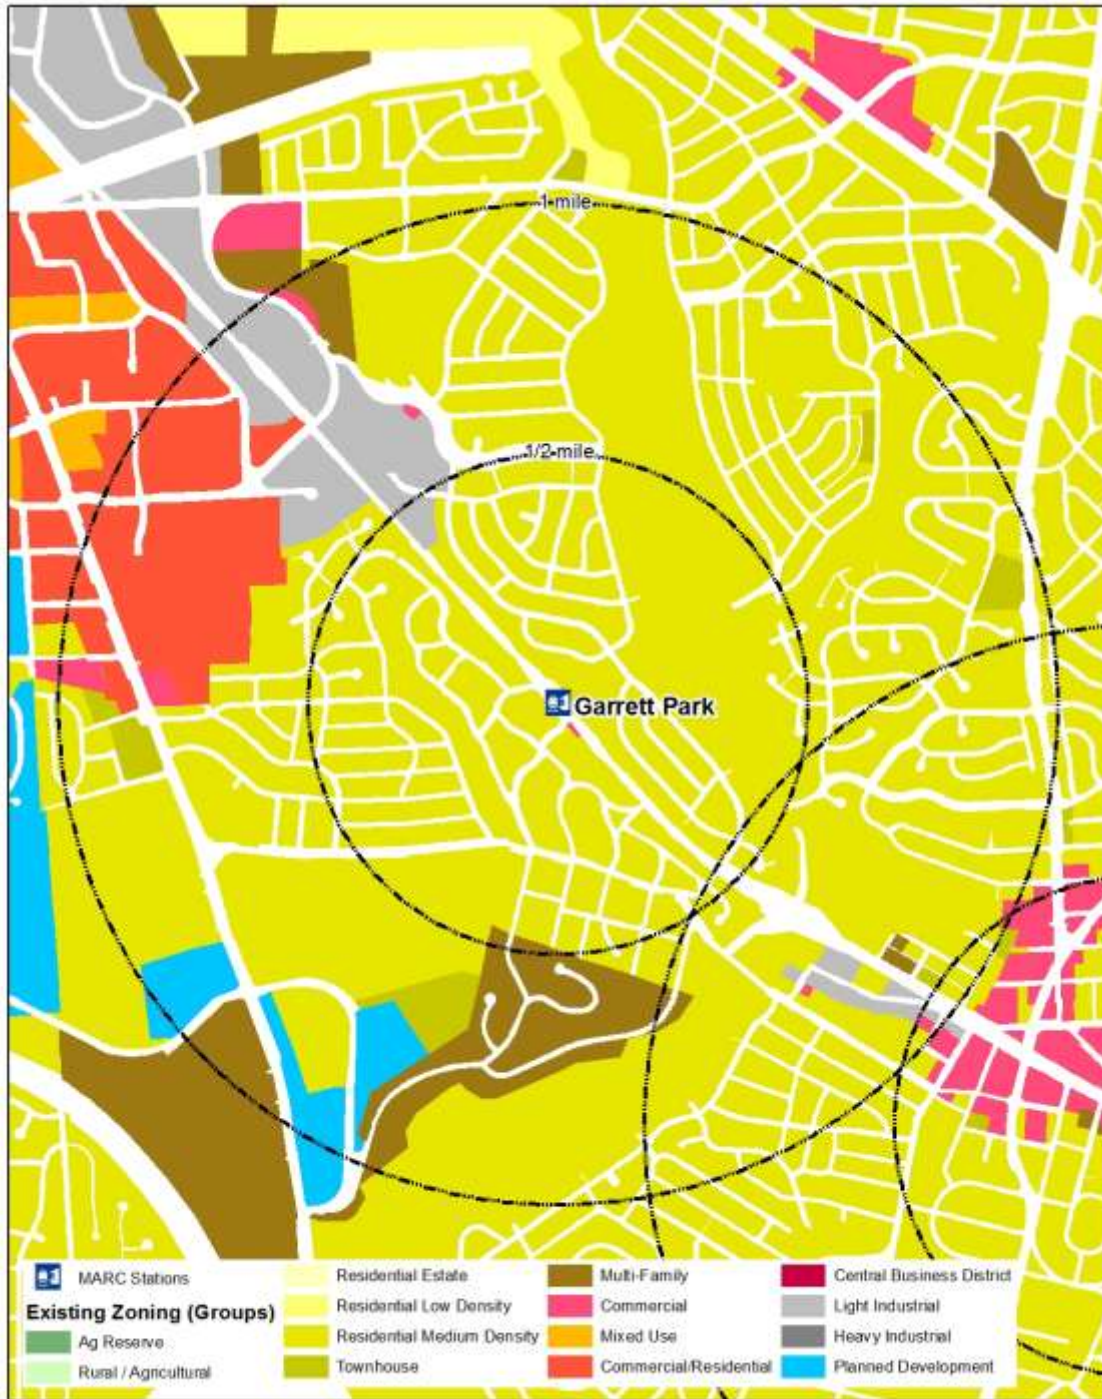 1 mile
1/2 mile
Garrett Park
MARC Stations
Existing Zoning (Groups)
Ag Reserve
Rural / Agricultural
Residential Estate
Residential Low Density
Residential Medium Density
Townhouse
Multi-Family
Commercial
Mixed Use
Commercial/Residential
Central Business District
Light Industrial
Heavy Industrial
Planned Development